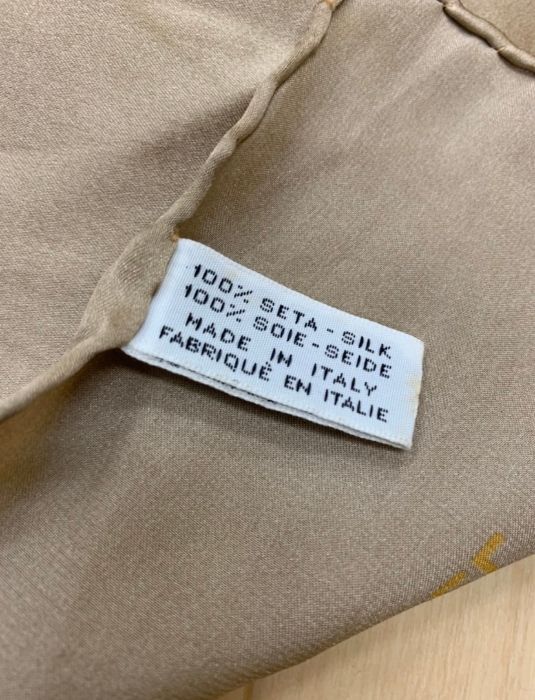 100% SETA - SILK
100% SOIE-SEIDE
MADE IN ITALY
FABRIQUÉ EN ITALIE